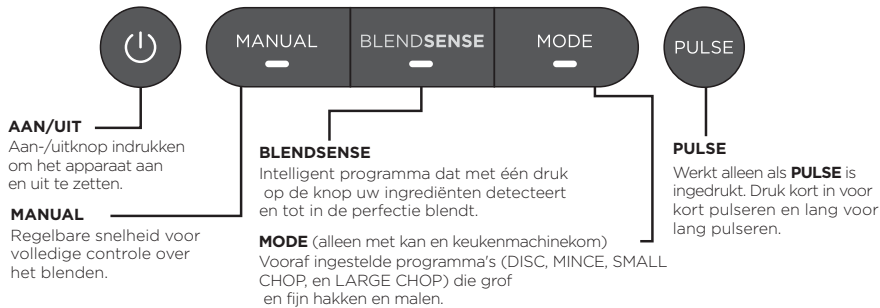 MANUAL
BLENDSENSE
MODE
PULSE
AAN/UIT
Aan-/uitknop indrukken
om het apparaat aan
en uit te zetten.
MANUAL
Regelbare snelheid voor
volledige controle over
het blenden.
BLENDSENSE
Intelligent programma dat met één druk
op de knop uw ingrediënten detecteert
en tot in de perfectie blendt.
MODE (alleen met kan en keukenmachinekom)
Vooraf ingestelde programma's (DISC, MINCE, SMALL
CHOP, en LARGE CHOP) die grof
en fijn hakken en malen.
PULSE
Werkt alleen als PULSE is
ingedrukt. Druk kort in voor
kort pulseren en lang voor
lang pulseren.